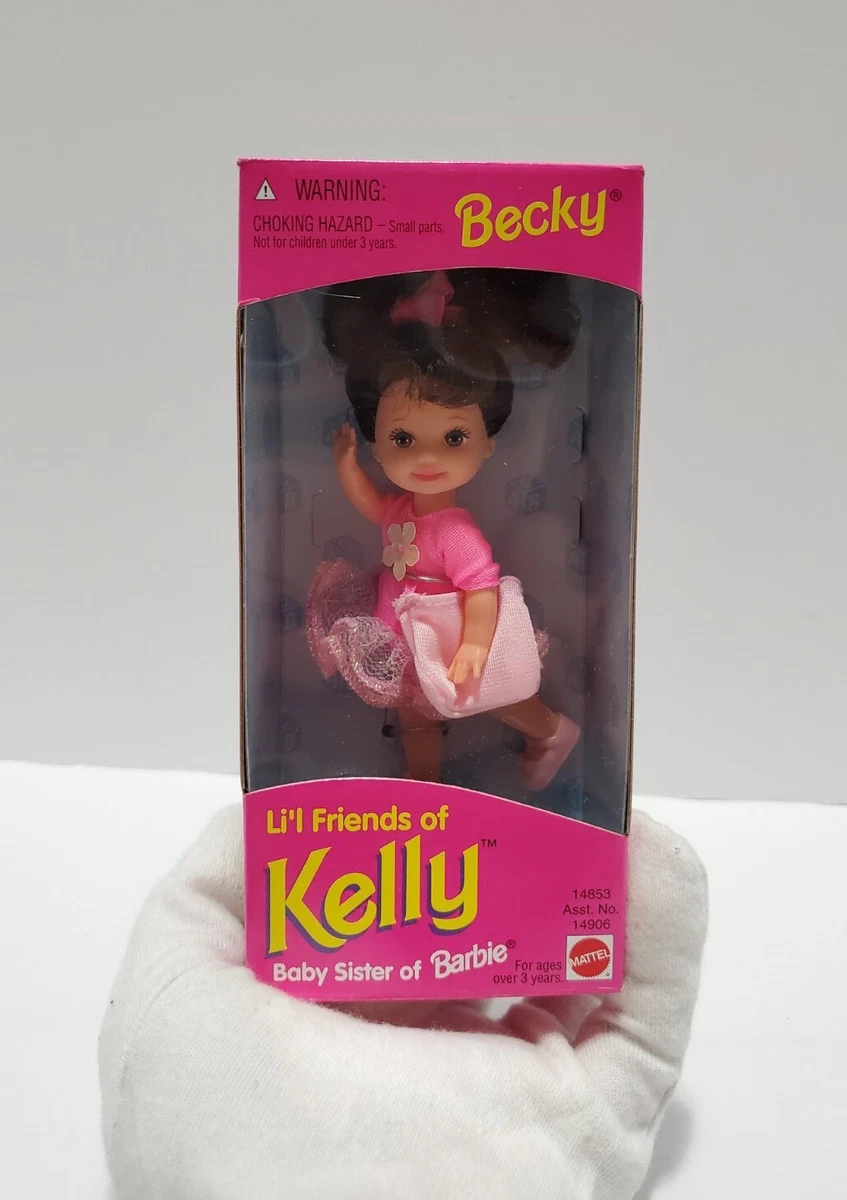 WARNING:
CHOKING HAZARD – Small parts.
Not for children under 3 years.
Becky®
Li'l Friends of
Kelly™
Baby Sister of Barbie®
14853
Asst. No.
14906
For ages
over 3 years.
MATTEL
®